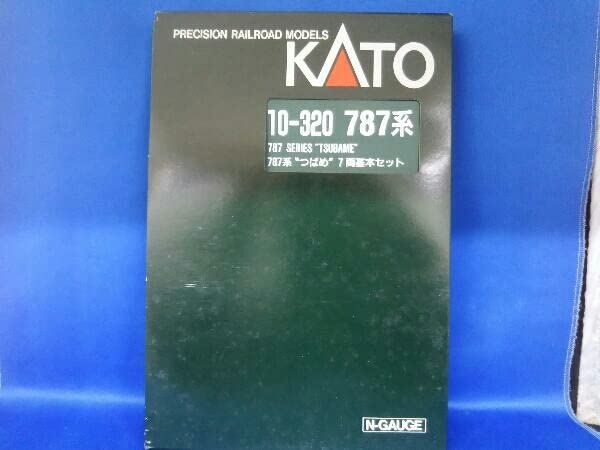 PRECISION RAILROAD MODELS
KATO
10-320 787系
787 SERIES "TSUBAME"
787系 "つばめ" 7両基本セット
N-GAUGE